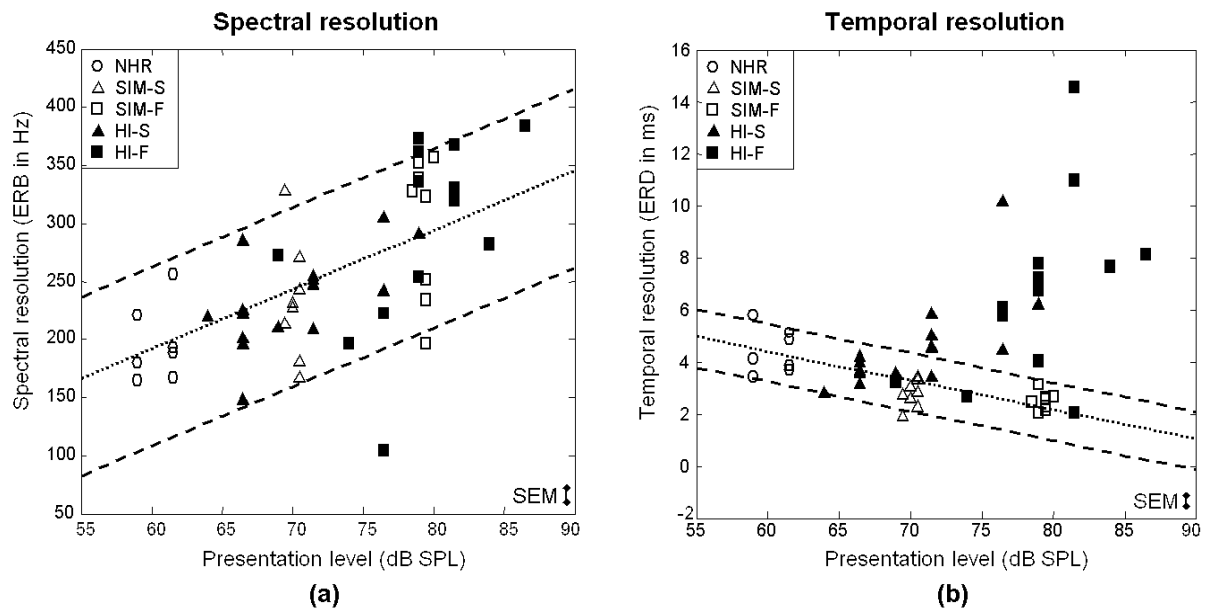 Spectral resolution
450
400
350
300
250
200
150
100
50
Spectral resolution (ERB in Hz)
NHR
SIM-S
SIM-F
HI-S
HI-F
SEM
55 60 65 70 75 80 85 90
Presentation level (dB SPL)
(a)
Temporal resolution
16
14
12
10
8
6
4
2
0
-2
Temporal resolution (ERD in ms)
NHR
SIM-S
SIM-F
HI-S
HI-F
SEM
55 60 65 70 75 80 85 90
Presentation level (dB SPL)
(b)